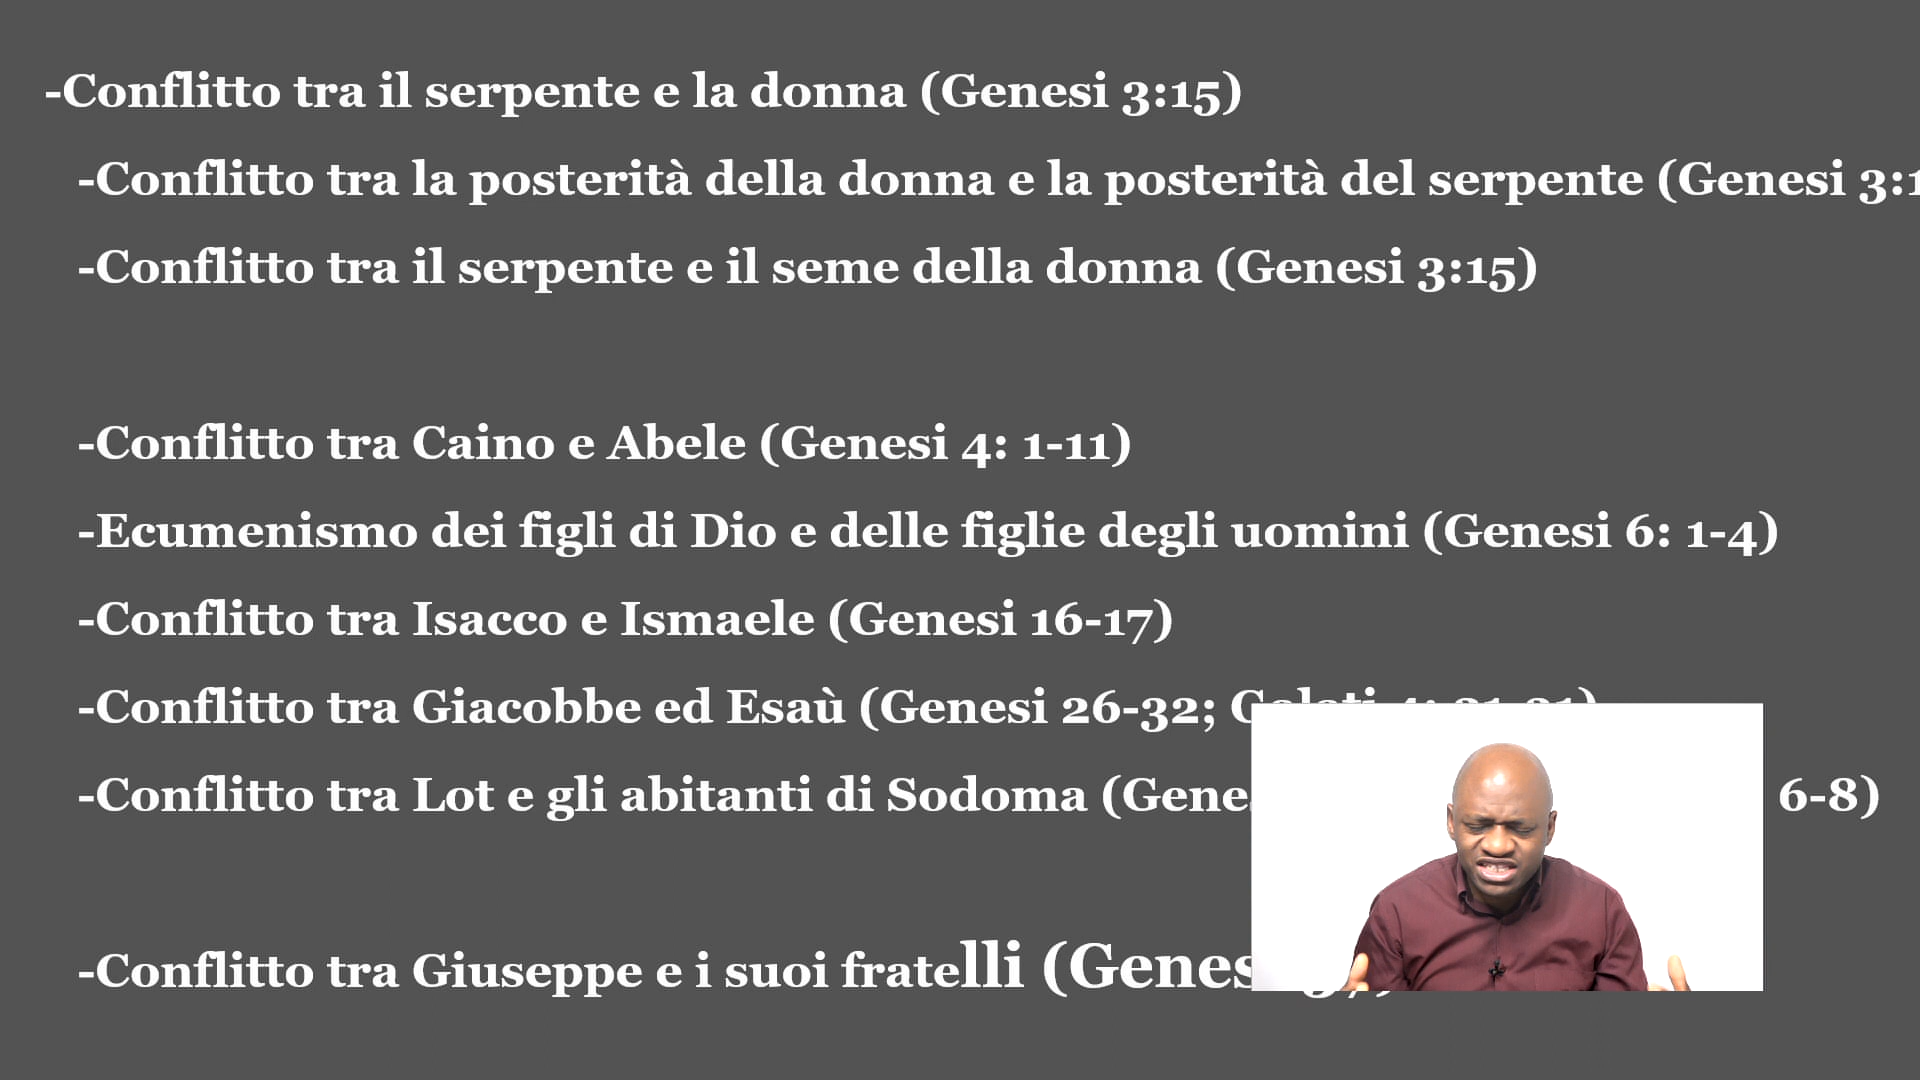 -Conflitto tra il serpente e la donna (Genesi 3:15)
-Conflitto tra la posterità della donna e la posterità del serpente (Genesi 3:1
-Conflitto tra il serpente e il seme della donna (Genesi 3:15)
-Conflitto tra Caino e Abele (Genesi 4: 1-11)
-Ecumenismo dei figli di Dio e delle figlie degli uomini (Genesi 6: 1-4)
-Conflitto tra Isacco e Ismaele (Genesi 16-17)
-Conflitto tra Giacobbe ed Esaù (Genesi 26-32;
-Conflitto tra Lot e gli abitanti di Sodoma 6-8)
-Conflitto tra Giuseppe e i suoi fratelli